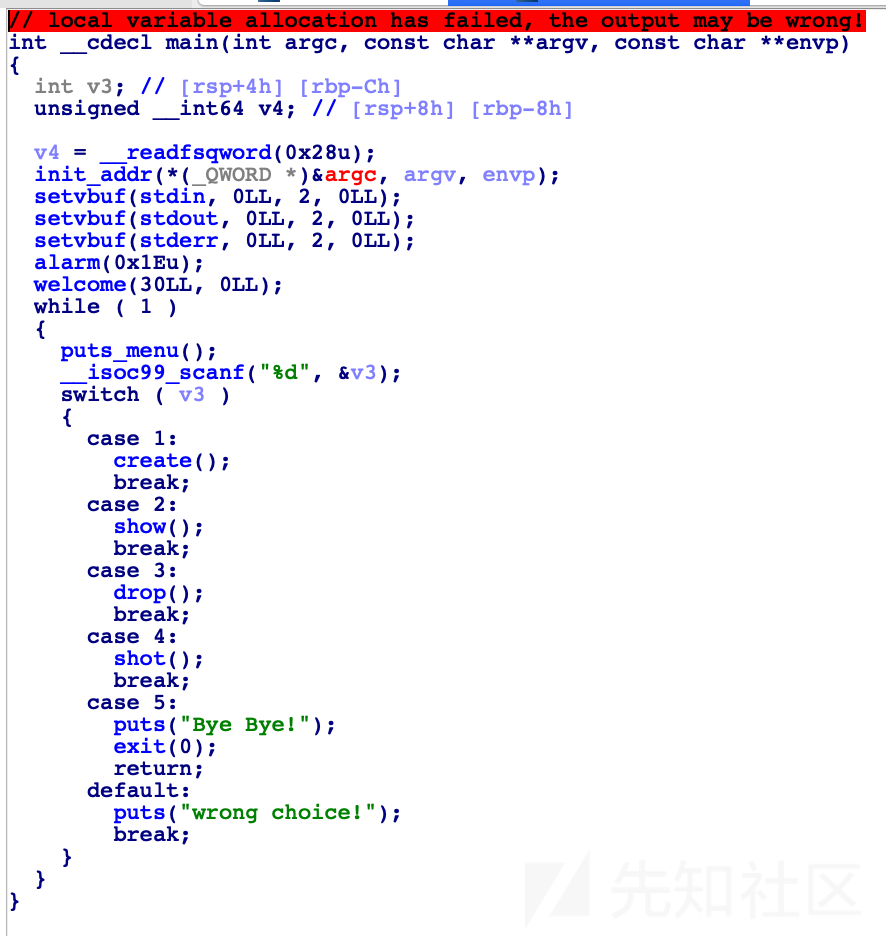 // local variable allocation has failed, the output may be wrong!
int __cdecl main(int argc, const char **argv, const char **envp)
{
  int v3; // [rsp+4h] [rbp-Ch]
  unsigned __int64 v4; // [rsp+8h] [rbp-8h]

  v4 = __readfsqword(0x28u);
  init_addr(*(_QWORD *)&argc, argv, envp);
  setvbuf(stdin, 0LL, 2, 0LL);
  setvbuf(stdout, 0LL, 2, 0LL);
  setvbuf(stderr, 0LL, 2, 0LL);
  alarm(0x1Eu);
  welcome(30LL, 0LL);
  while ( 1 )
  {
    puts_menu();
    __isoc99_scanf("%d", &v3);
    switch ( v3 )
    {
      case 1:
        create();
        break;
      case 2:
        show();
        break;
      case 3:
        drop();
        break;
      case 4:
        shot();
        break;
      case 5:
        puts("Bye Bye!");
        exit(0);
        return;
      default:
        puts("wrong choice!");
        break;
    }
  }
}
先知社区